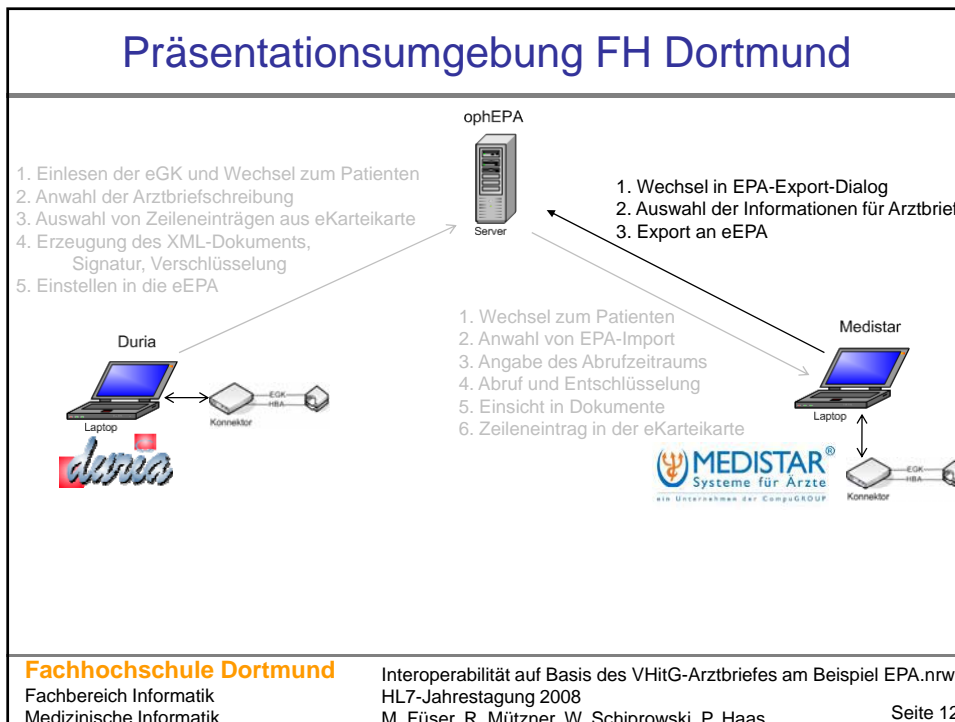 Präsentationsumgebung FH Dortmund
ophEPA
Server
1. Einlesen der eGK und Wechsel zum Patienten
2. Anwahl der Arztbriefschreibung
3. Auswahl von Zeileneinträgen aus eKarteikarte
4. Erzeugung des XML-Dokuments,
Signatur, Verschlüsselung
5. Einstellen in die eEPA
1. Wechsel in EPA-Export-Dialog
2. Auswahl der Informationen für Arztbrief
3. Export an eEPA
1. Wechsel zum Patienten
2. Anwahl von EPA-Import
3. Angabe des Abrufzeitraums
4. Abruf und Entschlüsselung
5. Einsicht in Dokumente
6. Zeileneintrag in der eKarteikarte
Duria
Laptop
EGK
HBA
Konnektor
duria
Medistar
Laptop
MEDISTAR®
Systeme für Ärzte
ein Unternehmen der CompuGROUP
EGK
HBA
Konnektor
Fachhochschule Dortmund
Fachbereich Informatik
Medizinische Informatik
Interoperabilität auf Basis des VHitG-Arztbriefes am Beispiel EPA.nrw
HL7-Jahrestagung 2008
M. Füser, R. Mützner, W. Schiprowski, P. Haas
Seite 12